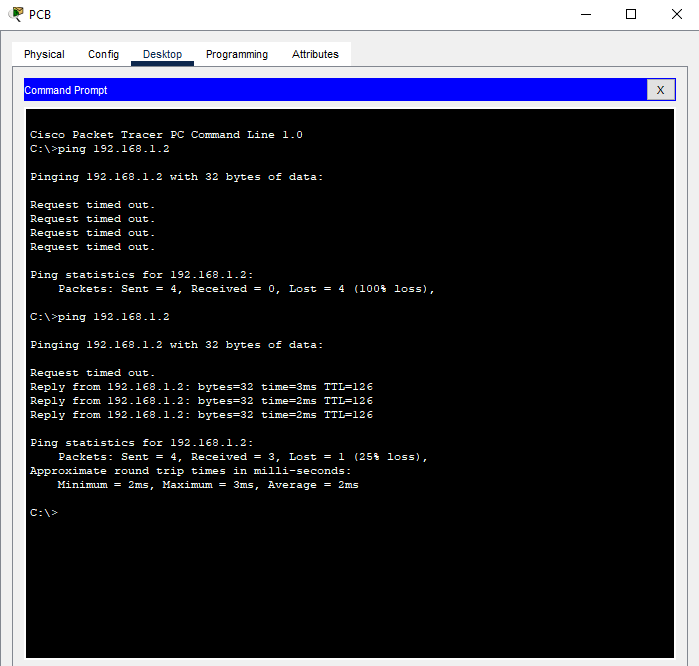 PCB
Physical Config Desktop Programming Attributes
Command Prompt X
Cisco Packet Tracer PC Command Line 1.0
C:\>ping 192.168.1.2
Pinging 192.168.1.2 with 32 bytes of data:
Request timed out.
Request timed out.
Request timed out.
Request timed out.
Ping statistics for 192.168.1.2:
Packets: Sent = 4, Received = 0, Lost = 4 (100% loss),
C:\>ping 192.168.1.2
Pinging 192.168.1.2 with 32 bytes of data:
Request timed out.
Reply from 192.168.1.2: bytes=32 time=3ms TTL=126
Reply from 192.168.1.2: bytes=32 time=2ms TTL=126
Reply from 192.168.1.2: bytes=32 time=2ms TTL=126
Ping statistics for 192.168.1.2:
Packets: Sent = 4, Received = 3, Lost = 1 (25% loss),
Approximate round trip times in milli-seconds:
Minimum = 2ms, Maximum = 3ms, Average = 2ms
C:\>